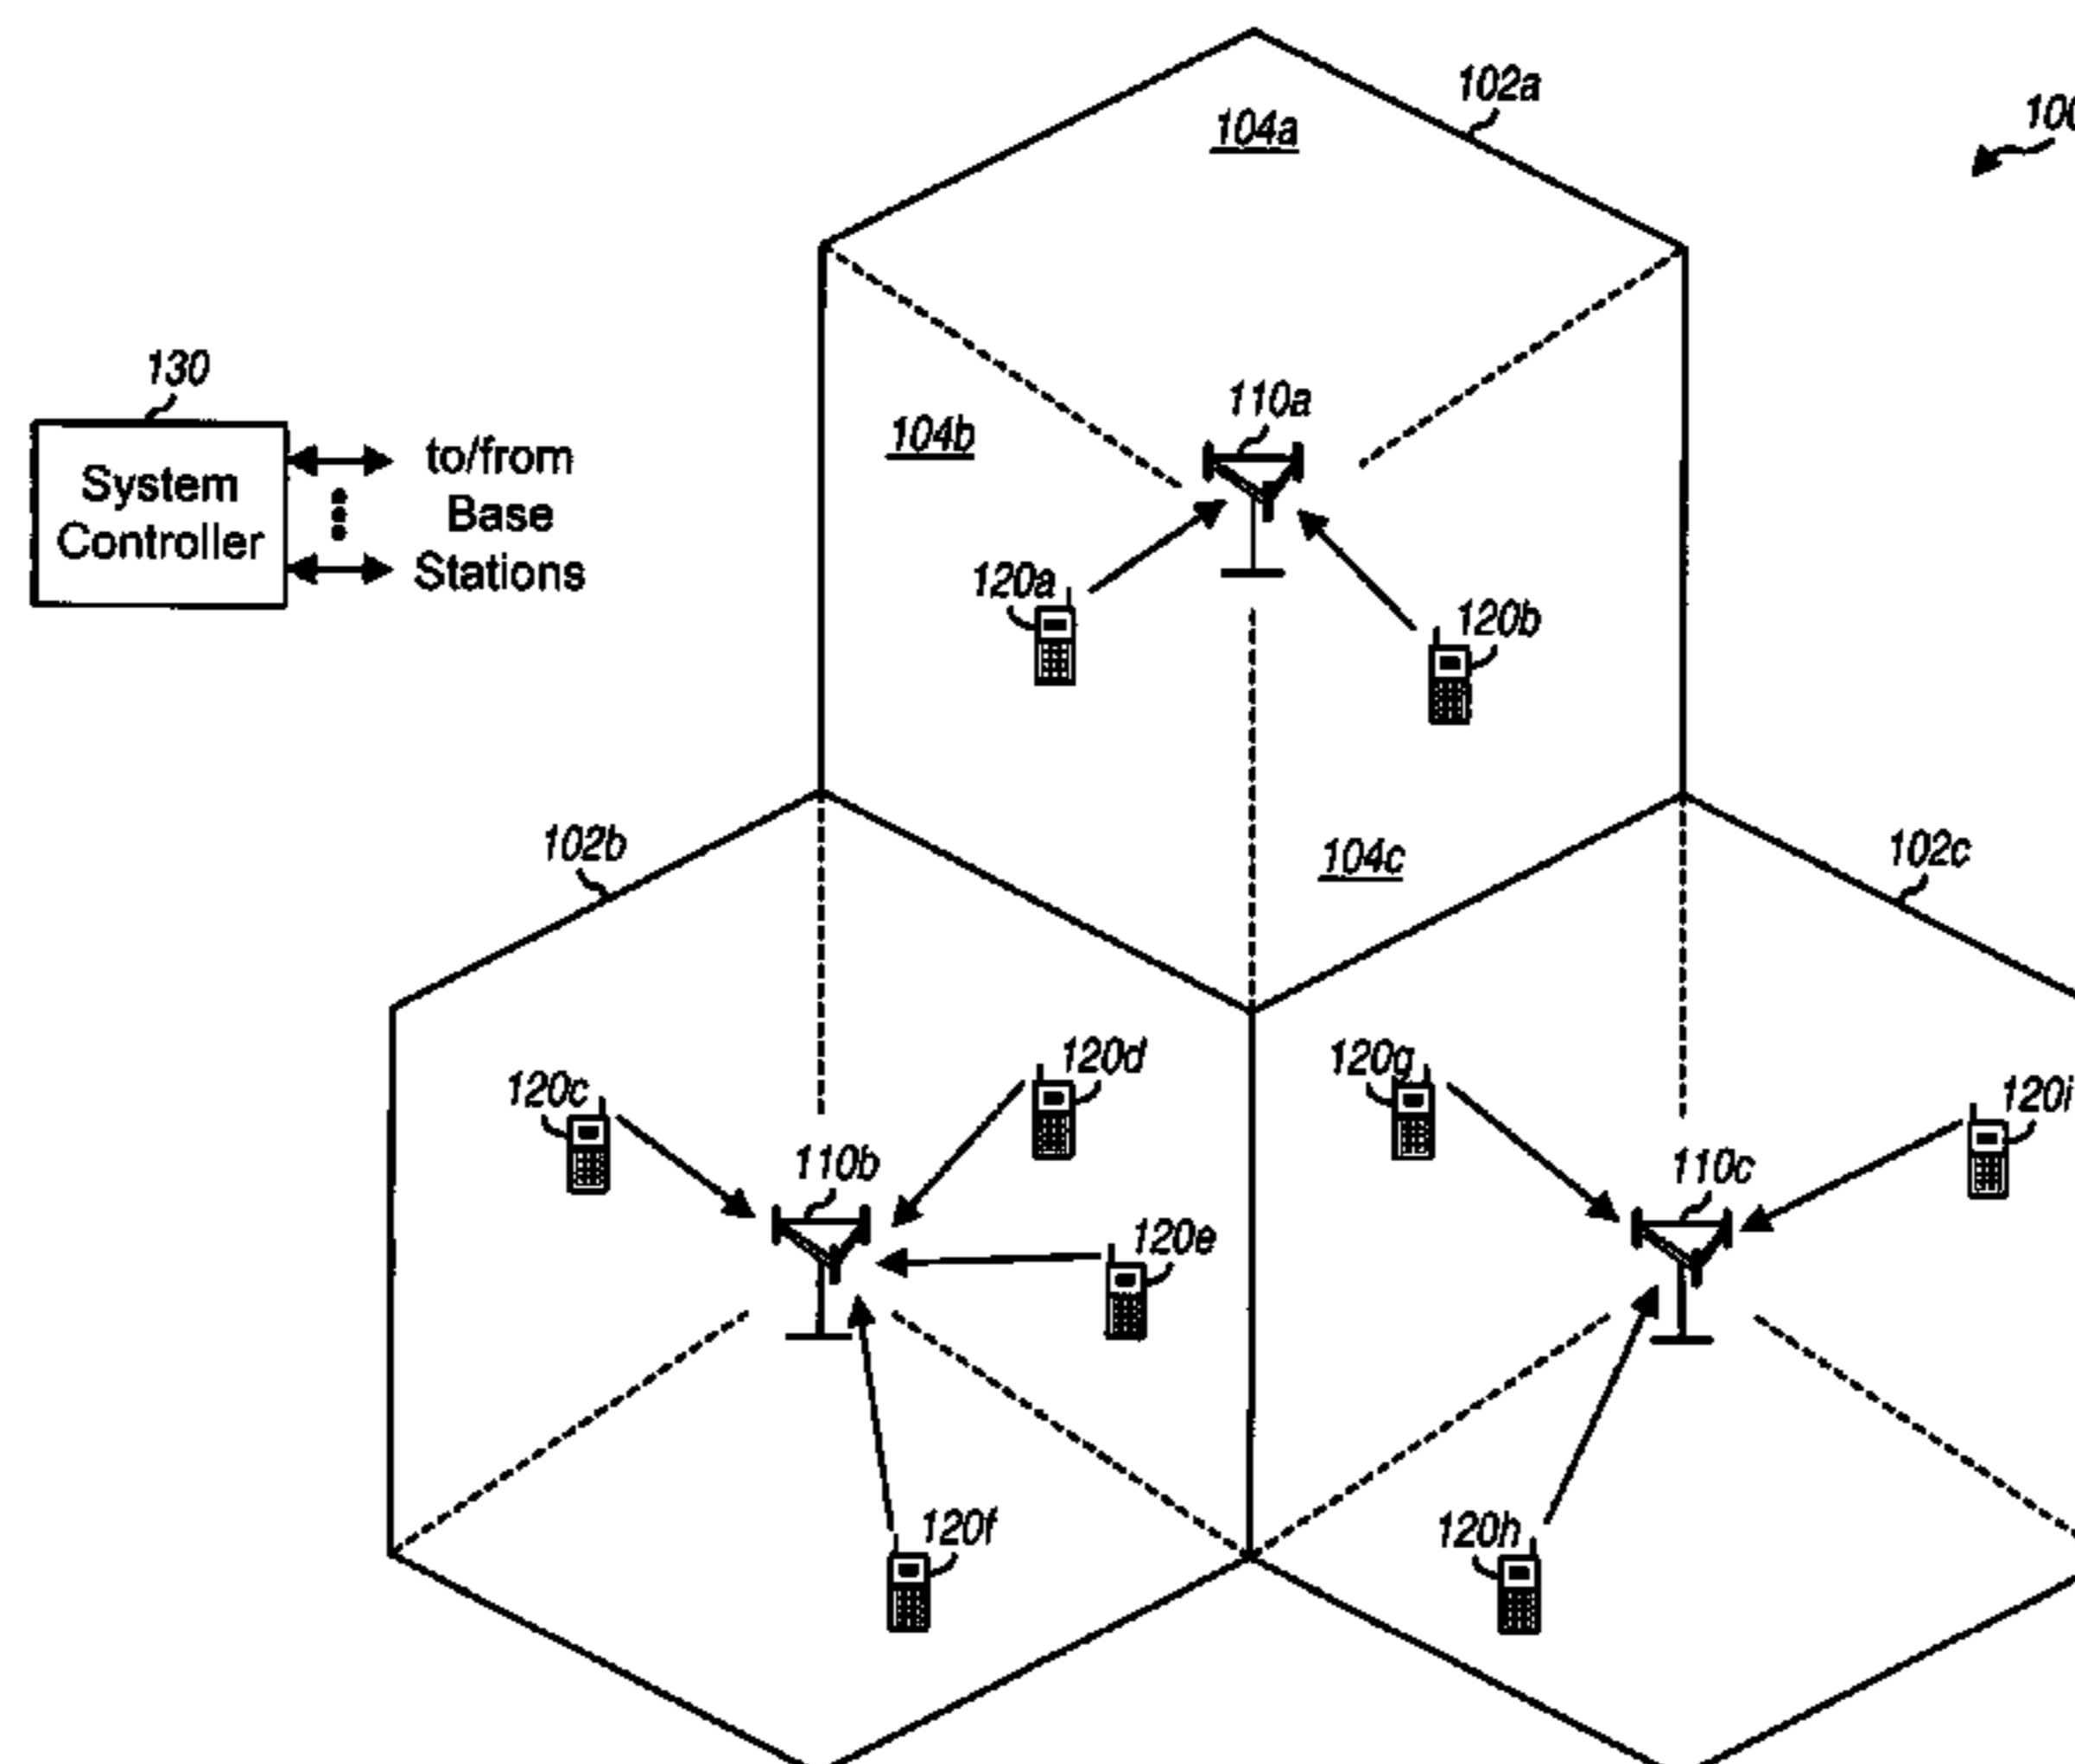 102a
100
104a
130
System
Controller
to/from
Base
Stations
110a
104b
120a
120b
102b
104c
102c
120c
120d
120g
120i
110b
110c
120e
120f
120h